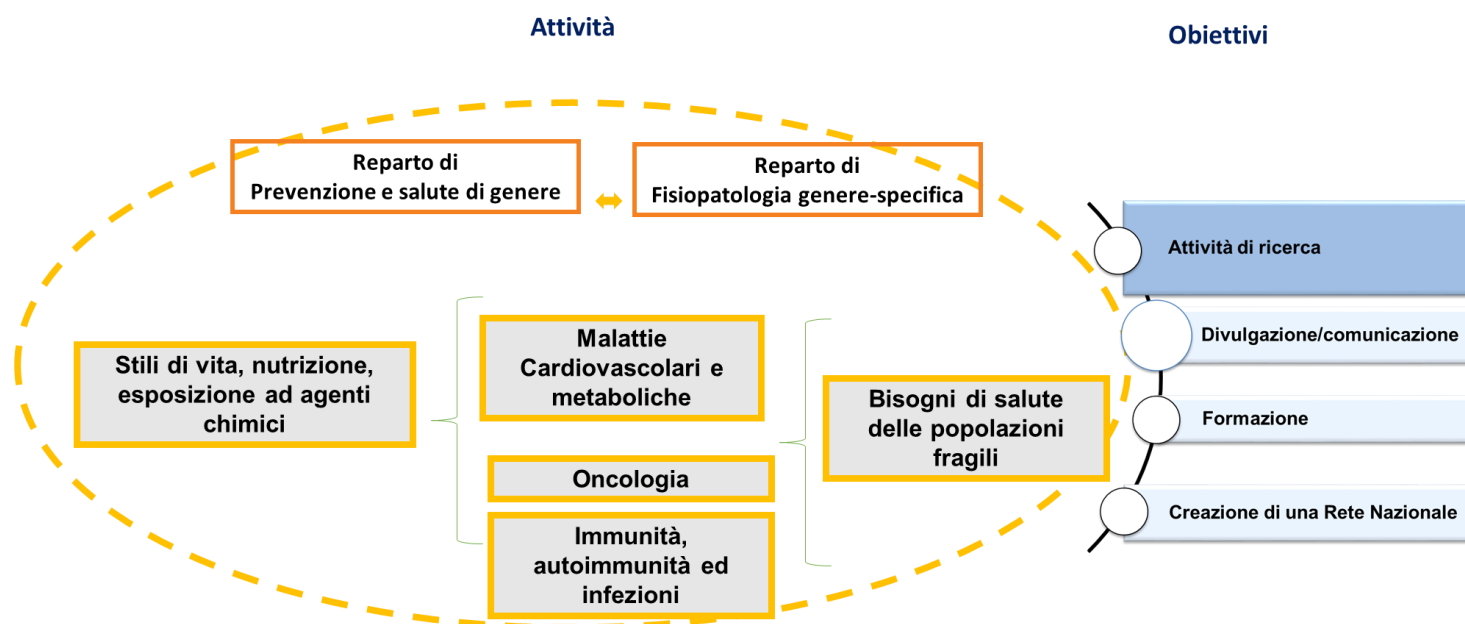 Attività
Obiettivi
Reparto di
Prevenzione e salute di genere
Reparto di
Fisiopatologia genere-specifica
Stili di vita, nutrizione,
esposizione ad agenti
chimici
Malattie
Cardiovascolari e
metaboliche
Oncologia
Immunità,
autoimmunità ed
infezioni
Bisogni di salute
delle popolazioni
fragili
Attività di ricerca
Divulgazione/comunicazione
Formazione
Creazione di una Rete Nazionale